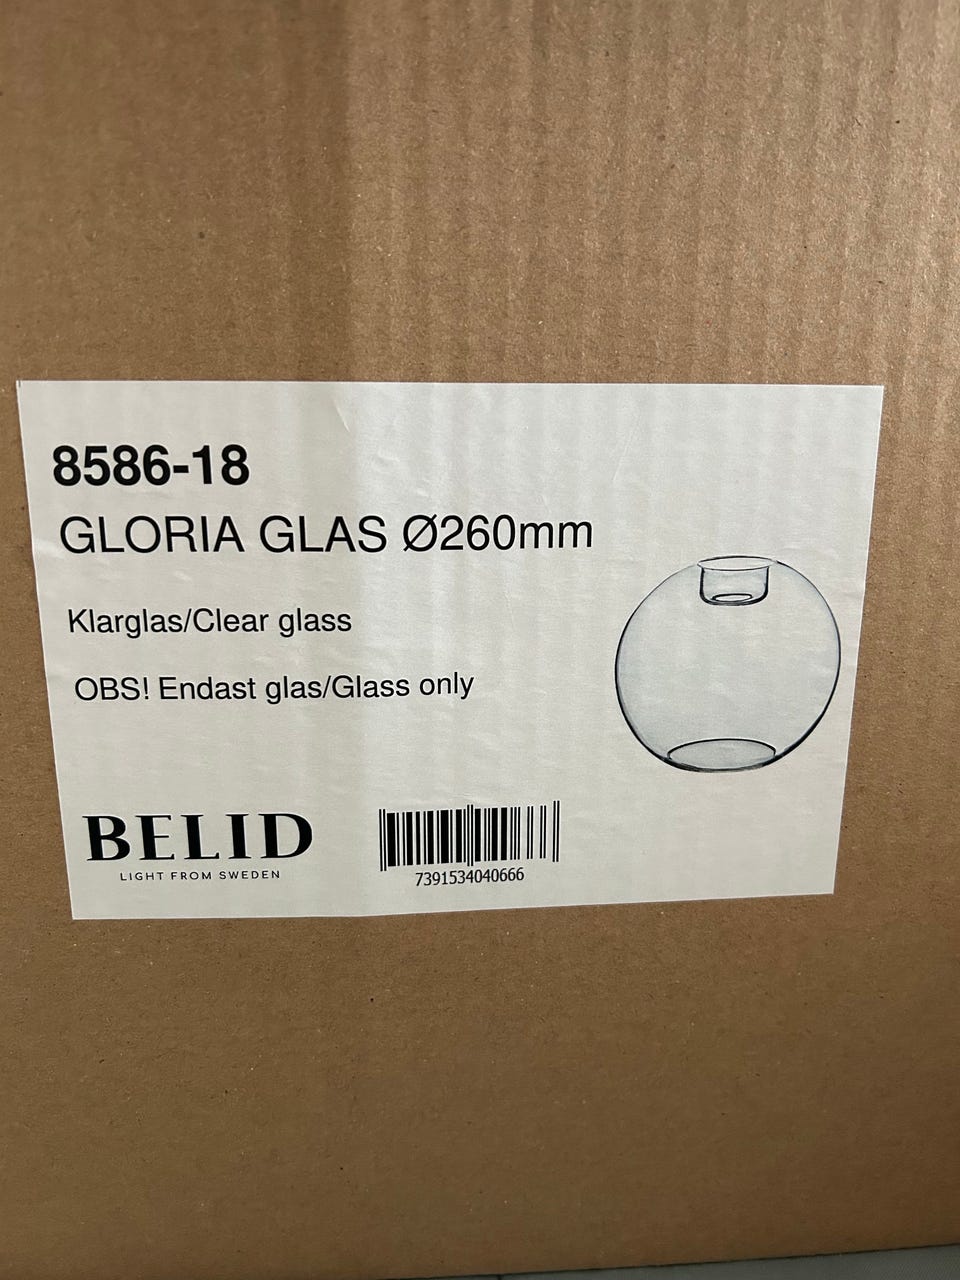 8586-18
GLORIA GLAS Ø260mm
Klarglas/Clear glass
OBS! Endast glas/Glass only
BELID
LIGHT FROM SWEDEN
7391534040666